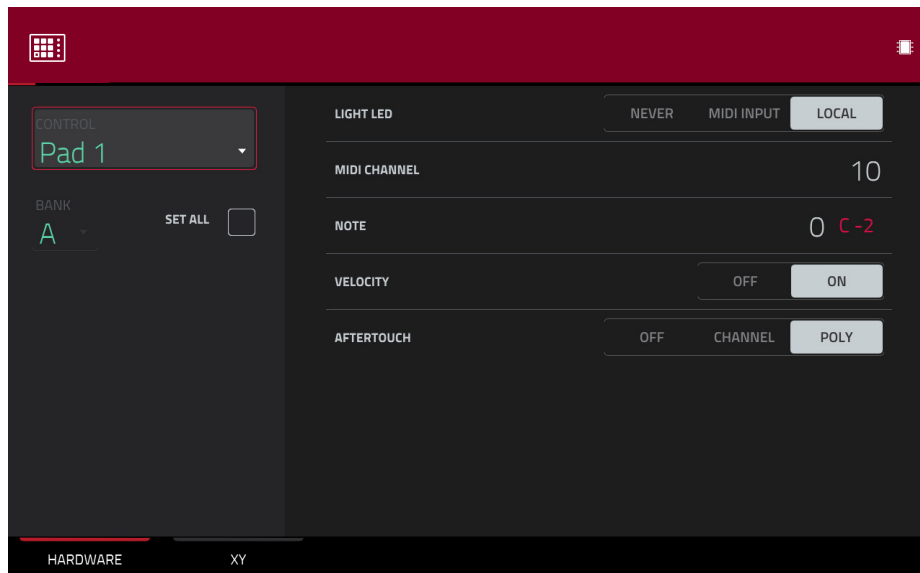 CONTROL
Pad 1
BANK
A
SET ALL
LIGHT LED NEVER MIDI INPUT LOCAL
MIDI CHANNEL 10
NOTE 0 C -2
VELOCITY OFF ON
AFTERTOUCH OFF CHANNEL POLY
HARDWARE XY